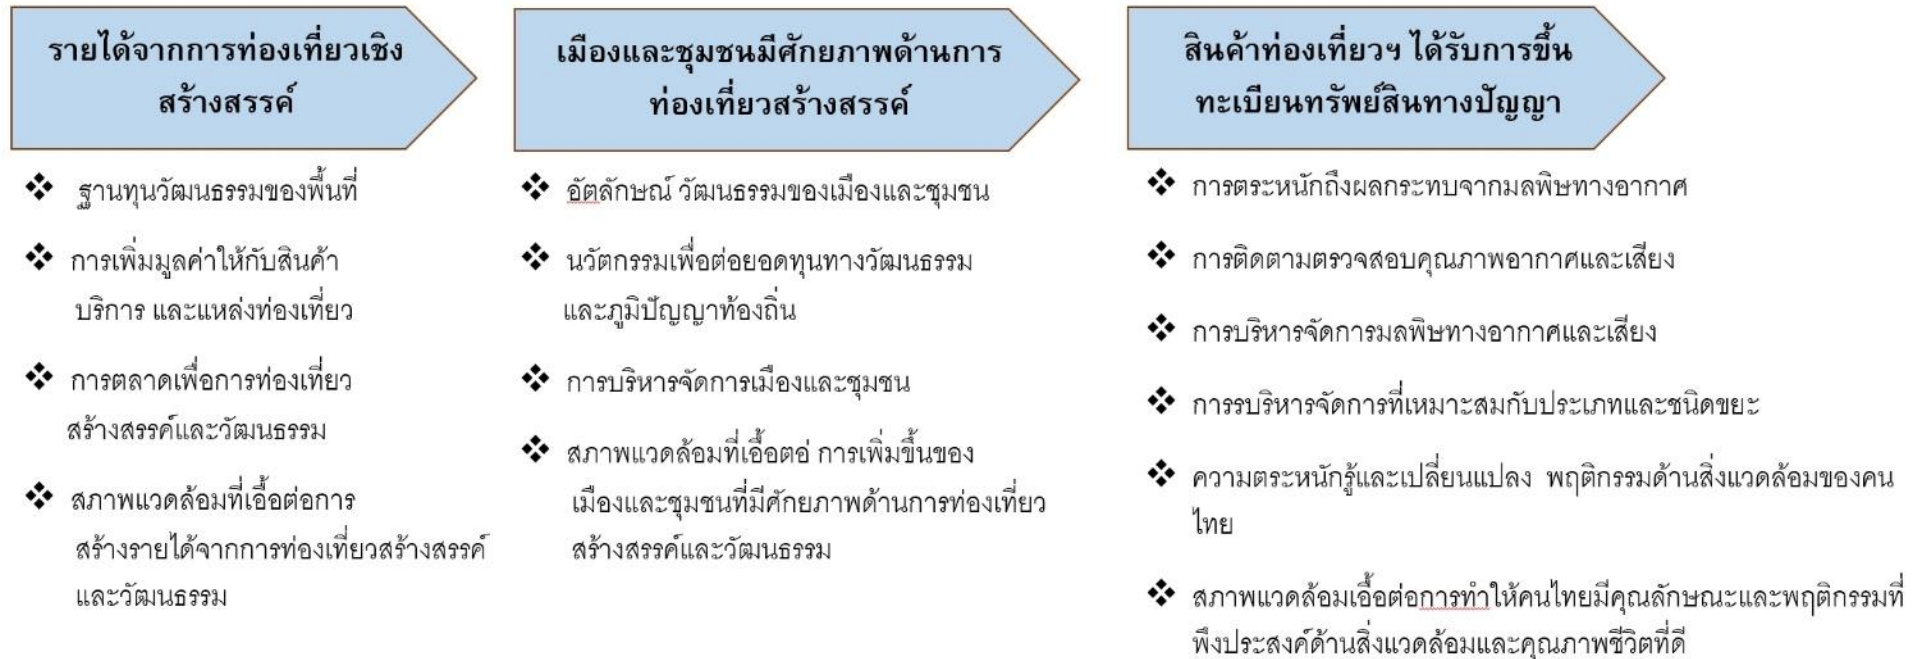 รายได้จากการท่องเที่ยวเชิง
สร้างสรรค์
❖ ฐานทุนวัฒนธรรมของพื้นที่
❖ การเพิ่มมูลค่าให้กับสินค้า
บริการ และแหล่งท่องเที่ยว
❖ การตลาดเพื่อการท่องเที่ยว
สร้างสรรค์และวัฒนธรรม
❖ สภาพแวดล้อมที่เอื้อต่อการ
สร้างรายได้จากการท่องเที่ยวสร้างสรรค์
และวัฒนธรรม
เมืองและชุมชนมีศักยภาพด้านการ
ท่องเที่ยวสร้างสรรค์
❖ อัตลักษณ์ วัฒนธรรมของเมืองและชุมชน
❖ นวัตกรรมเพื่อต่อยอดทุนทางวัฒนธรรม
และภูมิปัญญาท้องถิ่น
❖ การบริหารจัดการเมืองและชุมชน
❖ สภาพแวดล้อมที่เอื้อตอ่ การเพิ่มขึ้นของ
เมืองและชุมชนที่มีศักยภาพด้านการท่องเที่ยว
สร้างสรรค์และวัฒนธรรม
สินค้าท่องเที่ยวฯ ได้รับการขึ้น
ทะเบียนทรัพย์สินทางปัญญา
❖ การตระหนักถึงผลกระทบจากมลพิษทางอากาศ
❖ การติดตามตรวจสอบคุณภาพอากาศและเสียง
❖ การบริหารจัดการมลพิษทางอากาศและเสียง
❖ การรบริหารจัดการที่เหมาะสมกับประเภทและชนิดขยะ
❖ ความตระหนักรู้และเปลี่ยนแปลง พฤติกรรมด้านสิ่งแวดล้อมของคน
ไทย
❖ สภาพแวดล้อมเอื้อต่อการทำให้คนไทยมีคุณลักษณะและพฤติกรรมที่
พึงประสงค์ด้านสิ่งแวดล้อมและคุณภาพชีวิตที่ดี